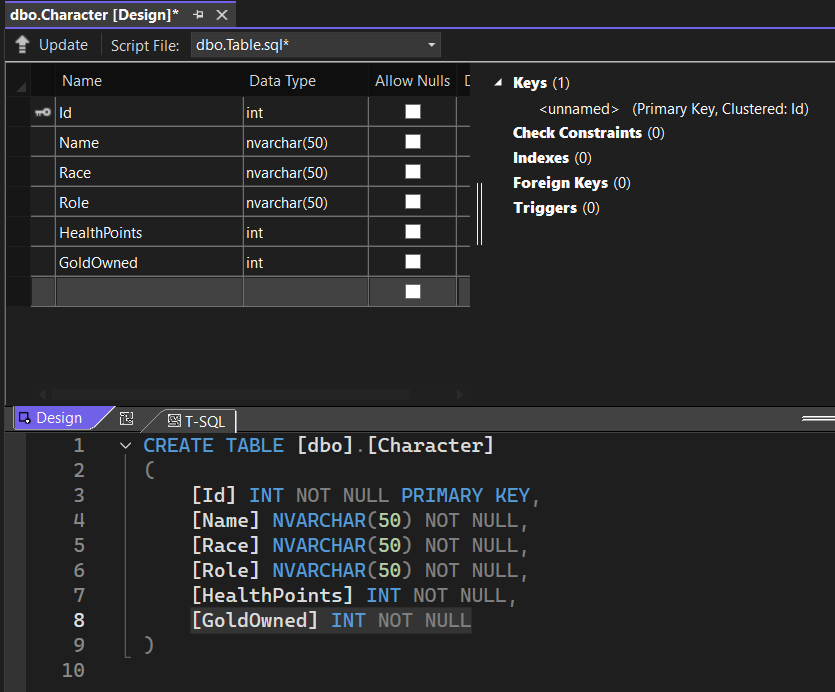 dbo.Character [Design]*
Update Script File: dbo.Table.sql*
Name Data Type Allow Nulls D
Id int
Name nvarchar(50)
Race nvarchar(50)
Role nvarchar(50)
HealthPoints int
GoldOwned int
Keys (1)
<unnamed> (Primary Key, Clustered: Id)
Check Constraints (0)
Indexes (0)
Foreign Keys (0)
Triggers (0)
Design T-SQL
1 CREATE TABLE [dbo].[Character]
2 (
3 [Id] INT NOT NULL PRIMARY KEY,
4 [Name] NVARCHAR(50) NOT NULL,
5 [Race] NVARCHAR(50) NOT NULL,
6 [Role] NVARCHAR(50) NOT NULL,
7 [HealthPoints] INT NOT NULL,
8 [GoldOwned] INT NOT NULL
9 )
10